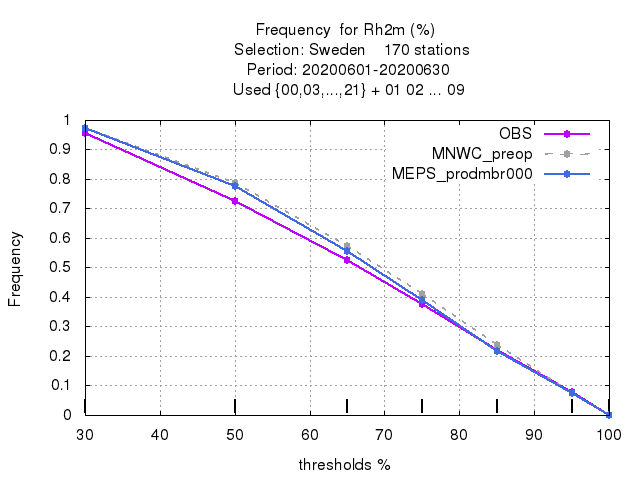 Frequency  for Rh2m (%)
Selection: Sweden    170 stations
Period: 20200601-20200630
Used {00,03,...,21} + 01 02 ... 09
OBS
MNWC_preop
MEPS_prodmbr000
Frequency
1
0.9
0.8
0.7
0.6
0.5
0.4
0.3
0.2
0.1
0
30 40 50 60 70 80 90 100
thresholds %